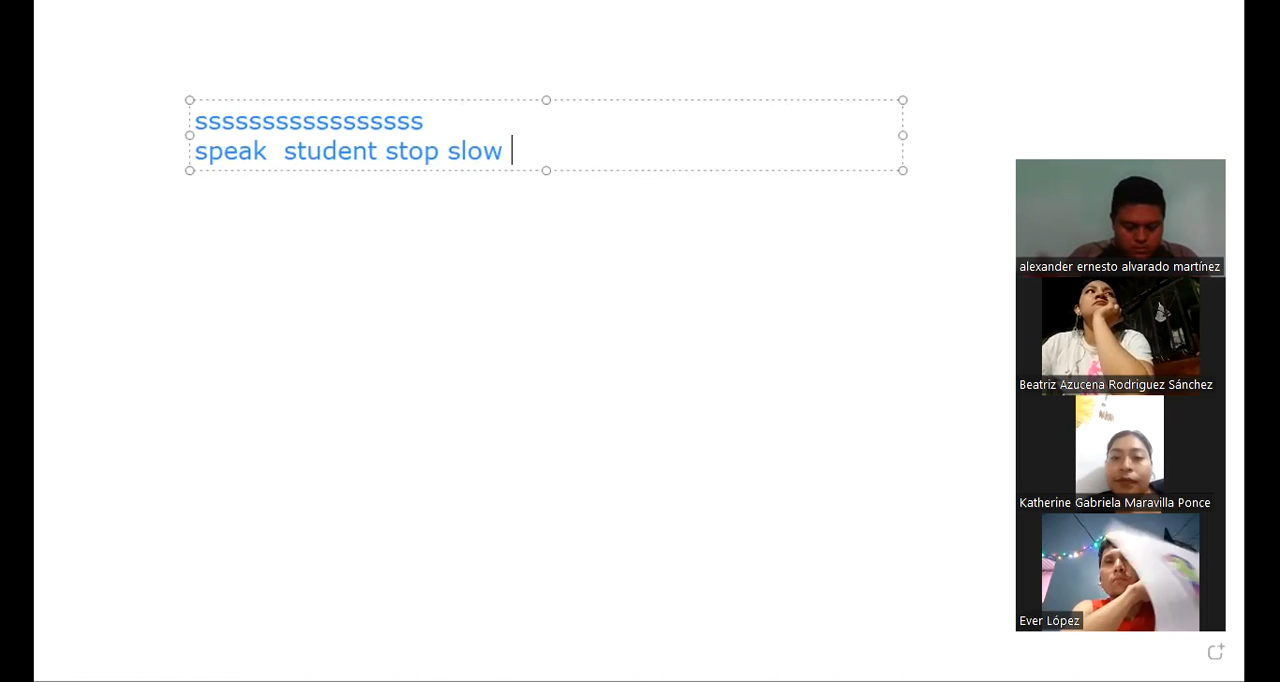 sssssssssssssssss
speak  student stop slow
alexander ernesto alvarado martínez
Beatriz Azucena Rodriguez Sánchez
Katherine Gabriela Maravilla Ponce
Ever López